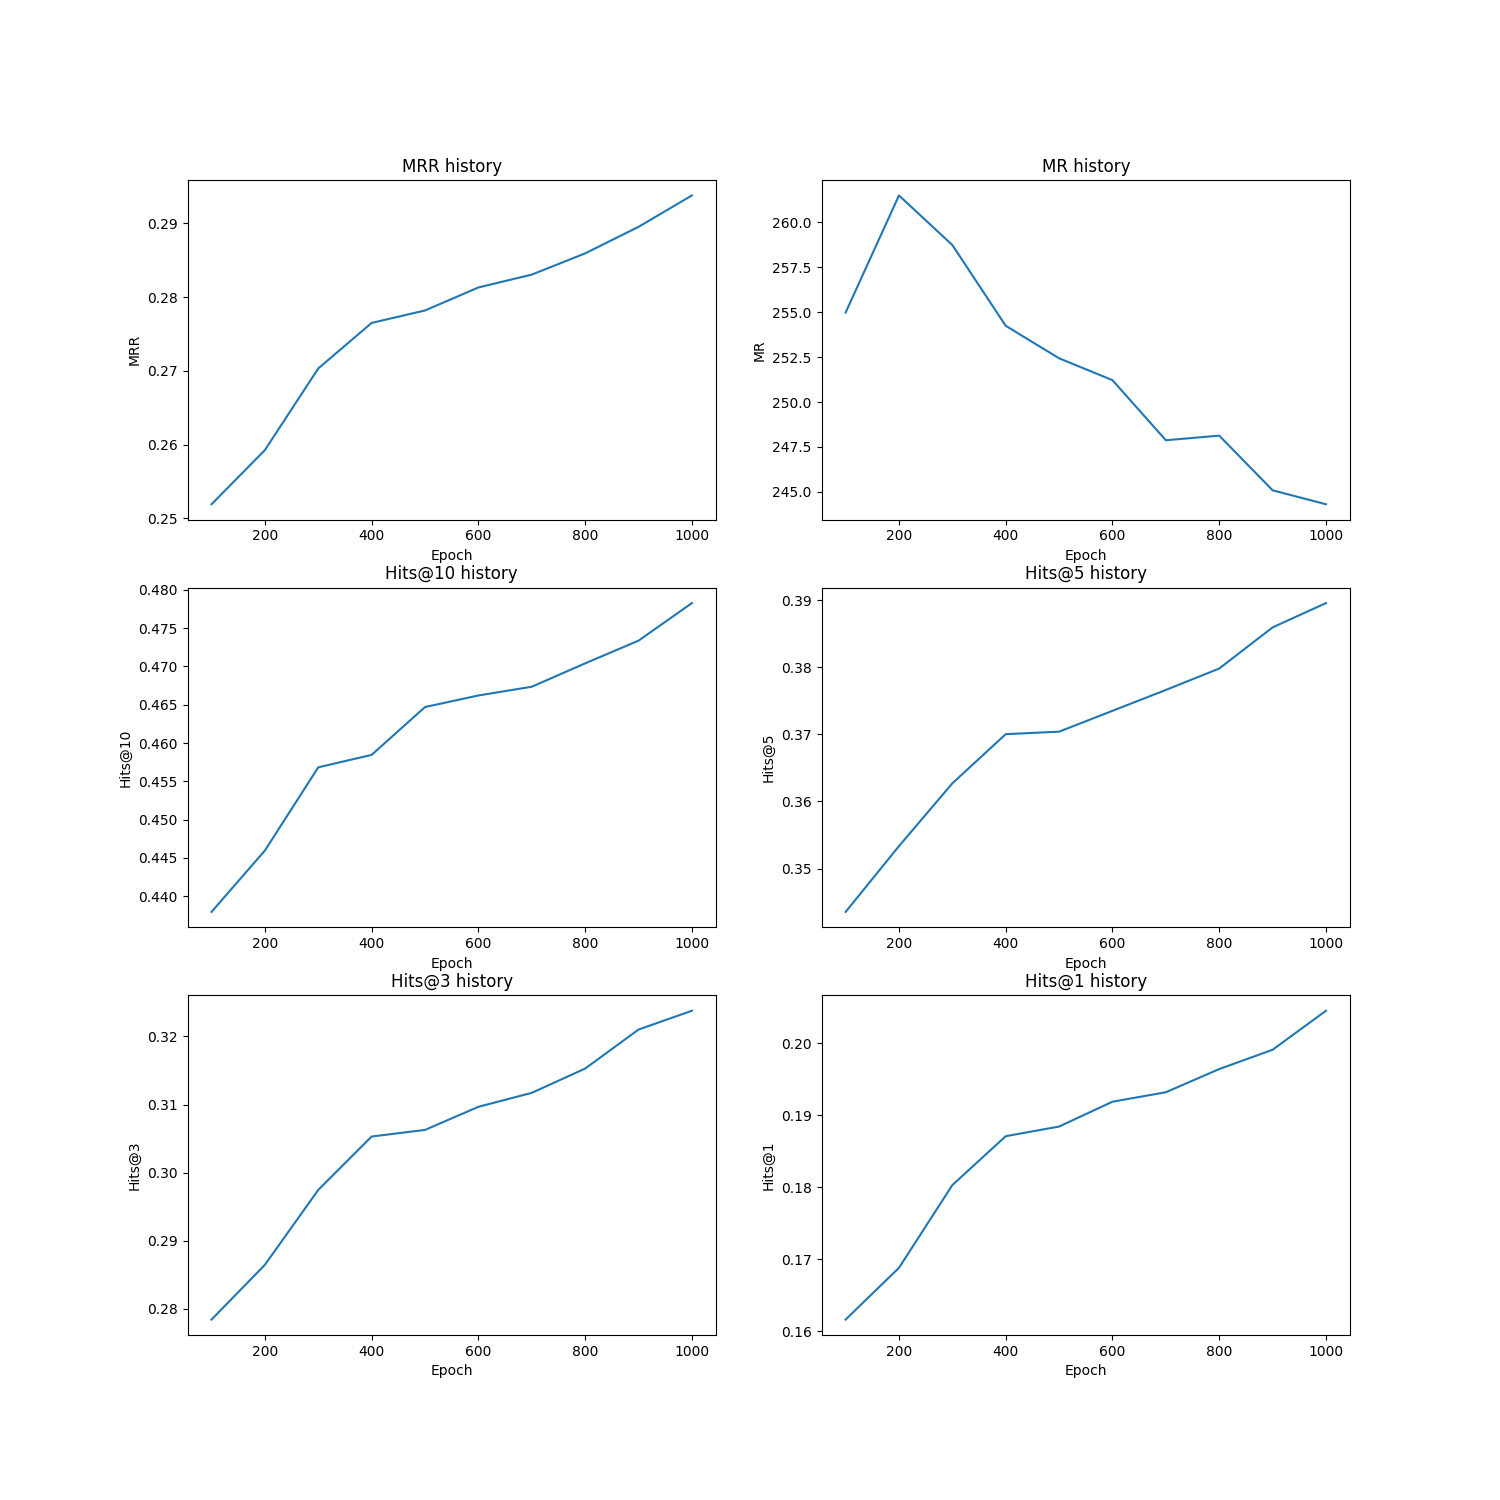 MRR history
0.29
0.28
0.27
0.26
0.25
MRR
200 400 600 800 1000
Epoch
MR history
260.0
257.5
255.0
252.5
250.0
247.5
245.0
MR
200 400 600 800 1000
Epoch
Hits@10 history
0.480
0.475
0.470
0.465
0.460
0.455
0.450
0.445
0.440
Hits@10
200 400 600 800 1000
Epoch
Hits@5 history
0.39
0.38
0.37
0.36
0.35
Hits@5
200 400 600 800 1000
Epoch
Hits@3 history
0.32
0.31
0.30
0.29
0.28
Hits@3
200 400 600 800 1000
Epoch
Hits@1 history
0.20
0.19
0.18
0.17
0.16
Hits@1
200 400 600 800 1000
Epoch